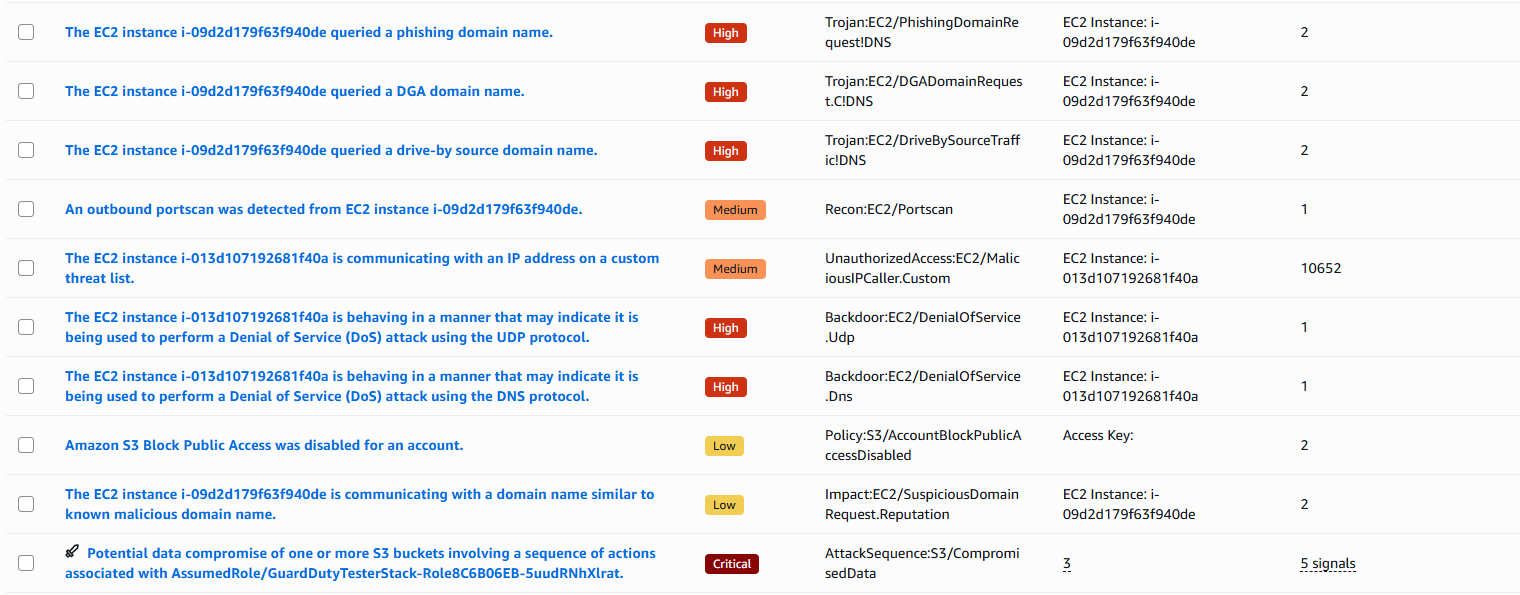 The EC2 instance i-09d2d179f63f940de queried a phishing domain name.
High
Trojan:EC2/PhishingDomainRe
quest!DNS
EC2 Instance: i-
09d2d179f63f940de
2
The EC2 instance i-09d2d179f63f940de queried a DGA domain name.
High
Trojan:EC2/DGADomainReques
t.C!DNS
EC2 Instance: i-
09d2d179f63f940de
2
The EC2 instance i-09d2d179f63f940de queried a drive-by source domain name.
High
Trojan:EC2/DriveBySourceTraff
ic!DNS
EC2 Instance: i-
09d2d179f63f940de
2
An outbound portscan was detected from EC2 instance i-09d2d179f63f940de.
Medium
Recon:EC2/Portscan
EC2 Instance: i-
09d2d179f63f940de
1
The EC2 instance i-013d107192681f40a is communicating with an IP address on a custom
threat list.
Medium
UnauthorizedAccess:EC2/Malic
iousIPCaller.Custom
EC2 Instance: i-
013d107192681f40a
10652
The EC2 instance i-013d107192681f40a is behaving in a manner that may indicate it is
being used to perform a Denial of Service (DoS) attack using the UDP protocol.
High
Backdoor:EC2/DenialOfService
.Udp
EC2 Instance: i-
013d107192681f40a
1
The EC2 instance i-013d107192681f40a is behaving in a manner that may indicate it is
being used to perform a Denial of Service (DoS) attack using the DNS protocol.
High
Backdoor:EC2/DenialOfService
.Dns
EC2 Instance: i-
013d107192681f40a
1
Amazon S3 Block Public Access was disabled for an account.
Low
Policy:S3/AccountBlockPublicA
ccessDisabled
Access Key:
2
The EC2 instance i-09d2d179f63f940de is communicating with a domain name similar to
known malicious domain name.
Low
Impact:EC2/SuspiciousDomain
Request.Reputation
EC2 Instance: i-
09d2d179f63f940de
2
Potential data compromise of one or more S3 buckets involving a sequence of actions
associated with AssumedRole/GuardDutyTesterStack-Role8C6B06EB-5uudRNhXlrat.
Critical
AttackSequence:S3/Compromi
sedData
3
5 signals